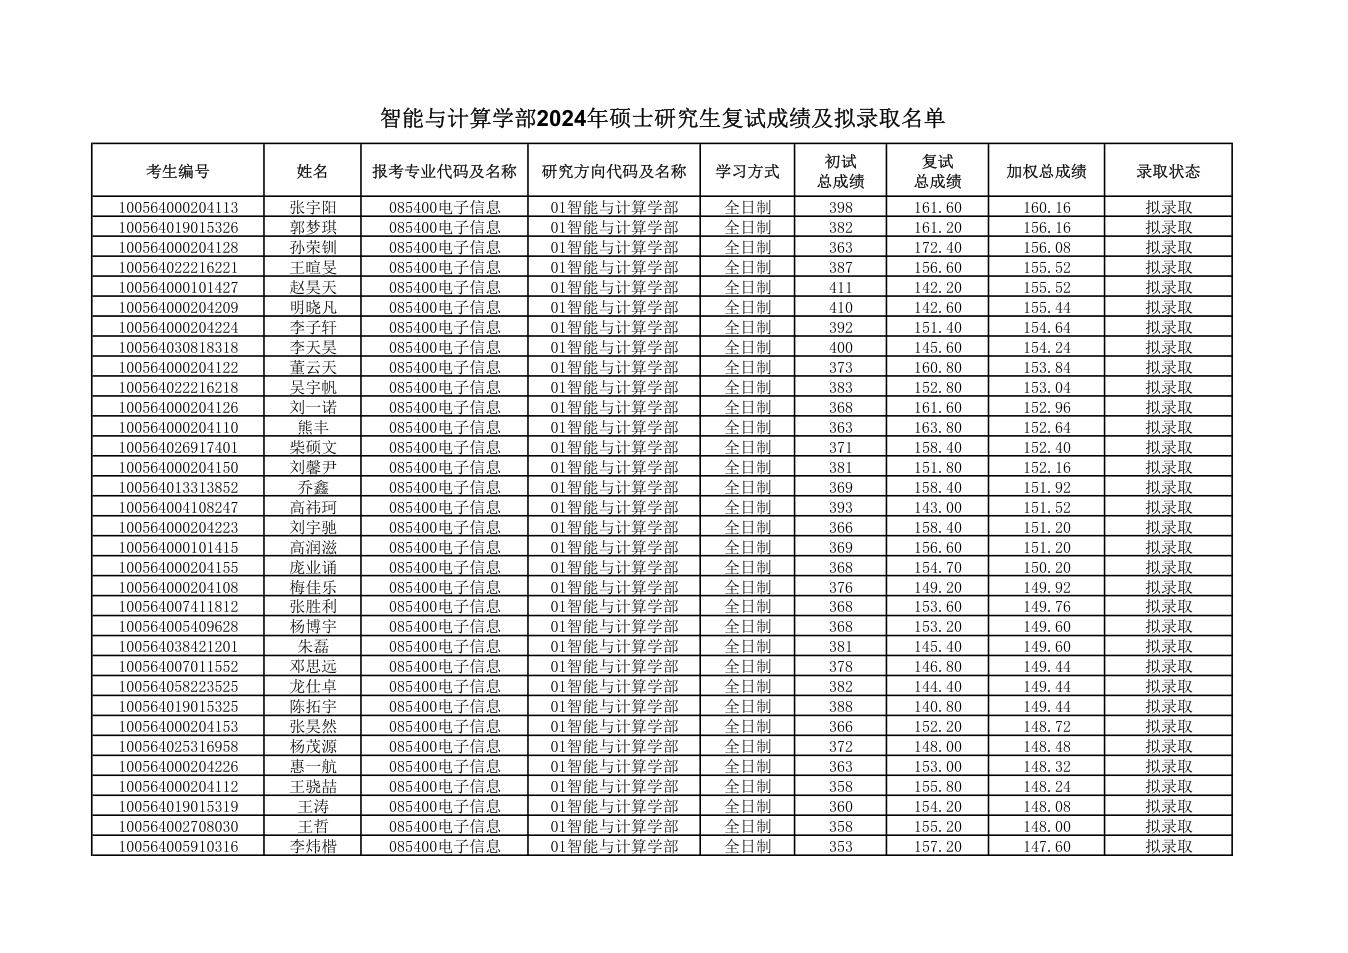 智能与计算学部2024年硕士研究生复试成绩及拟录取名单
考生编号 姓名 报考专业代码及名称 研究方向代码及名称 学习方式 初试总成绩 复试总成绩 加权总成绩 录取状态
100564000204113 张宇阳 085400电子信息 01智能与计算学部 全日制 398 161.60 160.16 拟录取
100564019015326 郭梦琪 085400电子信息 01智能与计算学部 全日制 382 161.20 156.16 拟录取
100564000204128 孙荣钏 085400电子信息 01智能与计算学部 全日制 363 172.40 156.08 拟录取
100564022216221 王暄旻 085400电子信息 01智能与计算学部 全日制 387 156.60 155.52 拟录取
100564000101427 赵昊天 085400电子信息 01智能与计算学部 全日制 411 142.20 155.52 拟录取
100564000204209 明晓凡 085400电子信息 01智能与计算学部 全日制 410 142.60 155.44 拟录取
100564000204224 李子轩 085400电子信息 01智能与计算学部 全日制 392 151.40 154.64 拟录取
100564030818318 李天昊 085400电子信息 01智能与计算学部 全日制 400 145.60 154.24 拟录取
100564000204122 董云天 085400电子信息 01智能与计算学部 全日制 373 160.80 153.84 拟录取
100564022216218 吴宇帆 085400电子信息 01智能与计算学部 全日制 383 152.80 153.04 拟录取
100564000204126 刘一诺 085400电子信息 01智能与计算学部 全日制 368 161.60 152.96 拟录取
100564000204110 熊丰 085400电子信息 01智能与计算学部 全日制 363 163.80 152.64 拟录取
100564026917401 柴硕文 085400电子信息 01智能与计算学部 全日制 371 158.40 152.40 拟录取
100564000204150 刘馨尹 085400电子信息 01智能与计算学部 全日制 381 151.80 152.16 拟录取
100564013313852 乔鑫 085400电子信息 01智能与计算学部 全日制 369 158.40 151.92 拟录取
100564004108247 高祎珂 085400电子信息 01智能与计算学部 全日制 393 143.00 151.52 拟录取
100564000204223 刘宇驰 085400电子信息 01智能与计算学部 全日制 366 158.40 151.20 拟录取
100564000101415 高润滋 085400电子信息 01智能与计算学部 全日制 369 156.60 151.20 拟录取
100564000204155 庞业诵 085400电子信息 01智能与计算学部 全日制 368 154.70 150.20 拟录取
100564000204108 梅佳乐 085400电子信息 01智能与计算学部 全日制 376 149.20 149.92 拟录取
100564007411812 张胜利 085400电子信息 01智能与计算学部 全日制 368 153.60 149.76 拟录取
100564005409628 杨博宇 085400电子信息 01智能与计算学部 全日制 368 153.20 149.60 拟录取
100564038421201 朱磊 085400电子信息 01智能与计算学部 全日制 381 145.40 149.60 拟录取
100564007011552 邓思远 085400电子信息 01智能与计算学部 全日制 378 146.80 149.44 拟录取
100564058223525 龙仕卓 085400电子信息 01智能与计算学部 全日制 382 144.40 149.44 拟录取
100564019015325 陈拓宇 085400电子信息 01智能与计算学部 全日制 388 140.80 149.44 拟录取
100564000204153 张昊然 085400电子信息 01智能与计算学部 全日制 366 152.20 148.72 拟录取
100564025316958 杨茂源 085400电子信息 01智能与计算学部 全日制 372 148.00 148.48 拟录取
100564000204226 惠一航 085400电子信息 01智能与计算学部 全日制 363 153.00 148.32 拟录取
100564000204112 王骁喆 085400电子信息 01智能与计算学部 全日制 358 155.80 148.24 拟录取
100564019015319 王涛 085400电子信息 01智能与计算学部 全日制 360 154.20 148.08 拟录取
100564002708030 王哲 085400电子信息 01智能与计算学部 全日制 358 155.20 148.00 拟录取
100564005910316 李炜楷 085400电子信息 01智能与计算学部 全日制 353 157.20 147.60 拟录取